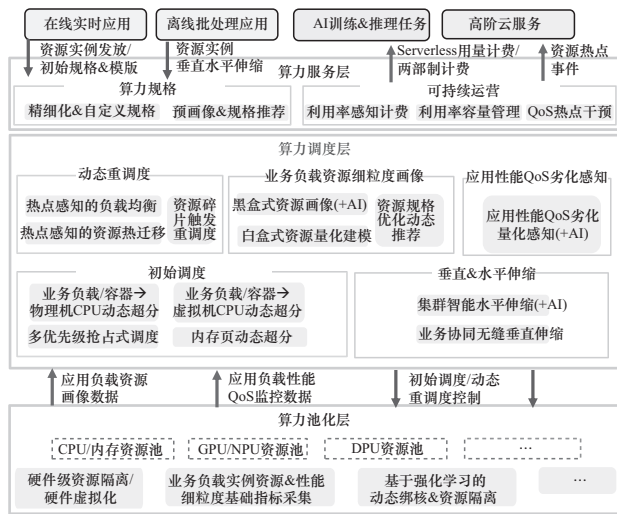 在线实时应用
离线批处理应用
AI训练&推理任务
高阶云服务
资源实例发放/
初始规格&模版
资源实例
垂直水平伸缩
Serverless用量计费/
两部制计费
资源热点
事件
算力服务层
算力规格
精细化&自定义规格
预画像&规格推荐
可持续运营
利用率感知计费
利用率容量管理
QoS热点干预
算力调度层
动态重调度
热点感知的负载均衡
热点感知的资源热迁移
资源碎
片触发
重调度
业务负载资源细粒度画像
黑盒式资源画像(+AI)
白盒式资源量化建模
资源规格
优化动态
推荐
应用性能QoS劣化感知
应用性能QoS劣化
量化感知(+AI)
初始调度
业务负载/容器→
物理机CPU动态超分
业务负载/容器→
虚拟机CPU动态超分
多优先级抢占式调度
内存页动态超分
垂直&水平伸缩
集群智能水平伸缩(+AI)
业务协同无缝垂直伸缩
应用负载资源
画像数据
应用负载性能
QoS监控数据
初始调度/动态
重调度控制
算力池化层
CPU/内存资源池
GPU/NPU资源池
DPU资源池
…
硬件级资源隔离/
硬件虚拟化
业务负载实例资源&性能
细粒度基础指标采集
基于强化学习的
动态绑核&资源隔离
…